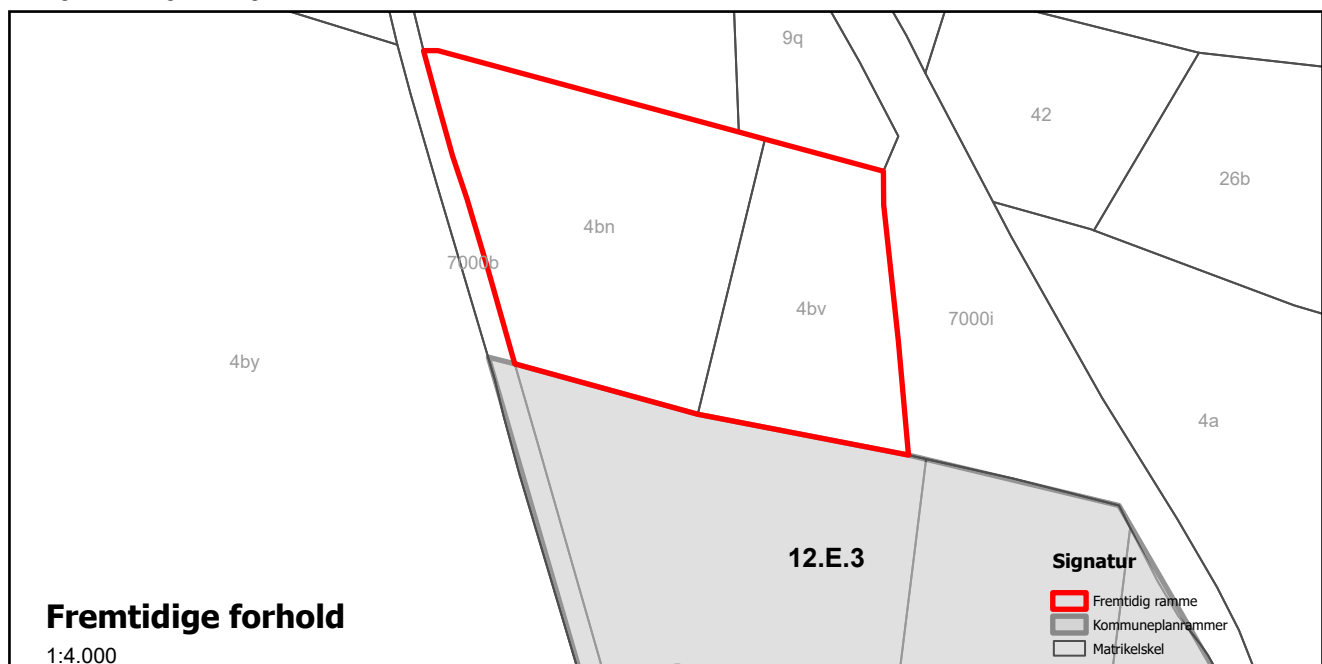 9q
42
26b
4bn
7000b
4bv
7000i
4by
4a
12.E.3
Signatur
Fremtidig ramme
Kommuneplanrammer
Matrikelskel
Fremtidige forhold
1:4.000